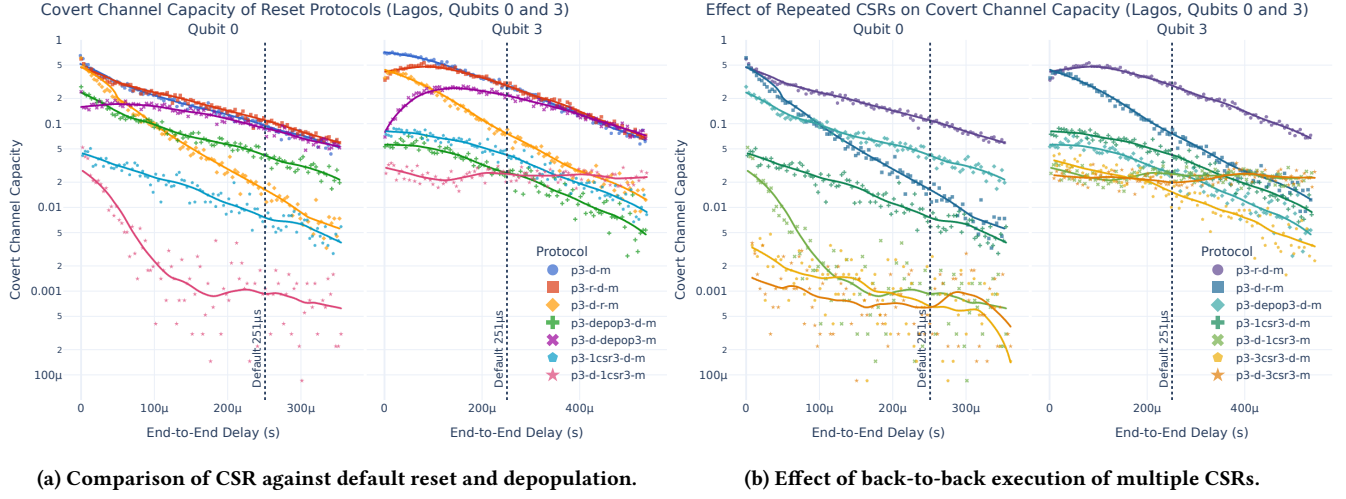 Covert Channel Capacity of Reset Protocols (Lagos, Qubits 0 and 3)
Qubit 0
Qubit 3
Covert Channel Capacity
1
5
2
0.1
5
2
0.01
5
2
0.001
5
2
100μ
Default 251μs
Default 251μs
0
100μ
200μ
300μ
0
200μ
400μ
End-to-End Delay (s)
End-to-End Delay (s)
Protocol
p3-d-m
p3-r-d-m
p3-d-r-m
p3-depop3-d-m
p3-d-depop3-m
p3-1csr3-d-m
p3-d-1csr3-m
(a) Comparison of CSR against default reset and depopulation.
Effect of Repeated CSRs on Covert Channel Capacity (Lagos, Qubits 0 and 3)
Qubit 0
Qubit 3
Covert Channel Capacity
1
5
2
0.1
5
2
0.01
5
2
0.001
5
2
100μ
Default 251μs
Default 251μs
0
100μ
200μ
300μ
0
200μ
400μ
End-to-End Delay (s)
End-to-End Delay (s)
Protocol
p3-r-d-m
p3-d-r-m
p3-depop3-d-m
p3-1csr3-d-m
p3-d-1csr3-m
p3-3csr3-d-m
p3-d-3csr3-m
(b) Effect of back-to-back execution of multiple CSRs.